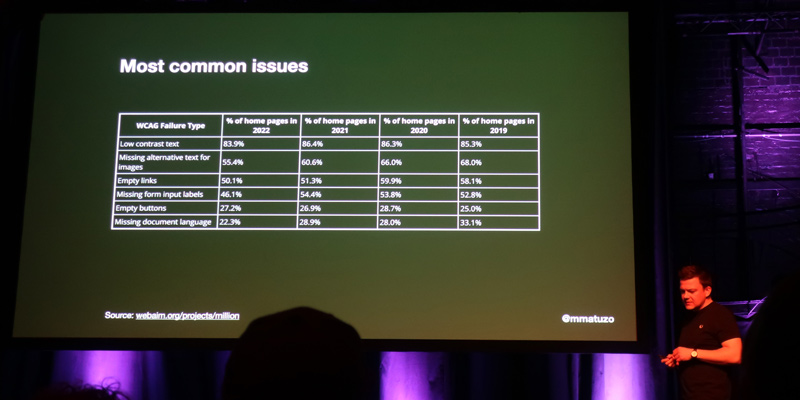 Most common issues
WCAG Failure Type % of home pages in 2022 % of home pages in 2021 % of home pages in 2020 % of home pages in 2019
Low contrast text 83.9% 86.4% 86.3% 85.3%
Missing alternative text for images 55.4% 60.6% 66.0% 68.0%
Empty links 50.1% 51.3% 59.9% 58.1%
Missing form input labels 46.1% 54.4% 53.8% 52.8%
Empty buttons 27.2% 26.9% 28.7% 25.0%
Missing document language 22.3% 28.9% 28.0% 33.1%
Source: webaim.org/projects/million
@mmatuzo